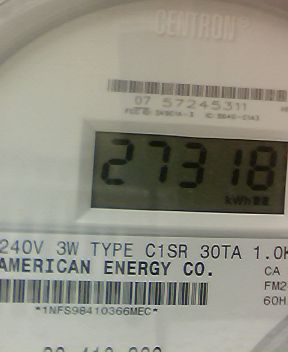 CENTRON®
07 57245311
27318
kWh
240V 3W TYPE C1SR 30TA 1.0K
AMERICAN ENERGY CO.
CA
FM2
60H
*1NFS98410366MEC*